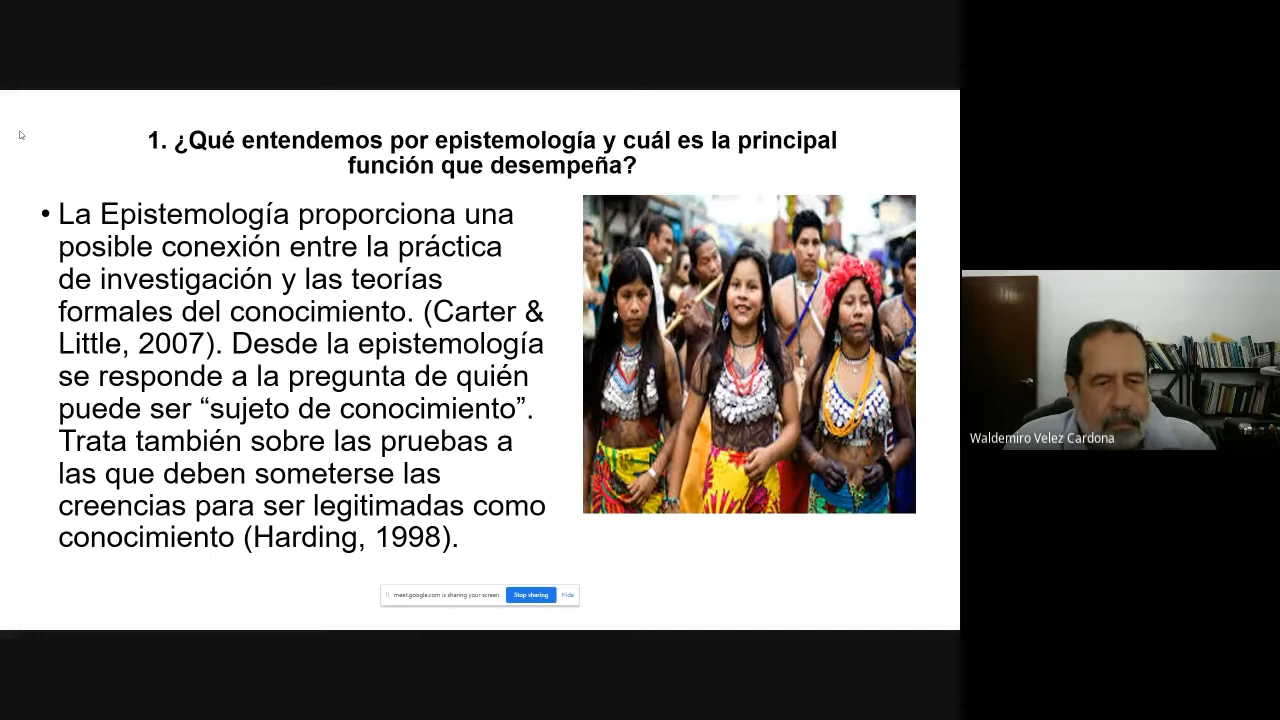 1. ¿Qué entendemos por epistemología y cuál es la principal
función que desempeña?
• La Epistemología proporciona una
posible conexión entre la práctica
de investigación y las teorías
formales del conocimiento. (Carter &
Little, 2007). Desde la epistemología
se responde a la pregunta de quién
puede ser “sujeto de conocimiento”.
Trata también sobre las pruebas a
las que deben someterse las
creencias para ser legitimadas como
conocimiento (Harding, 1998).
meet.google.com is sharing your screen. Stop sharing Hide
Waldemiro Velez Cardona